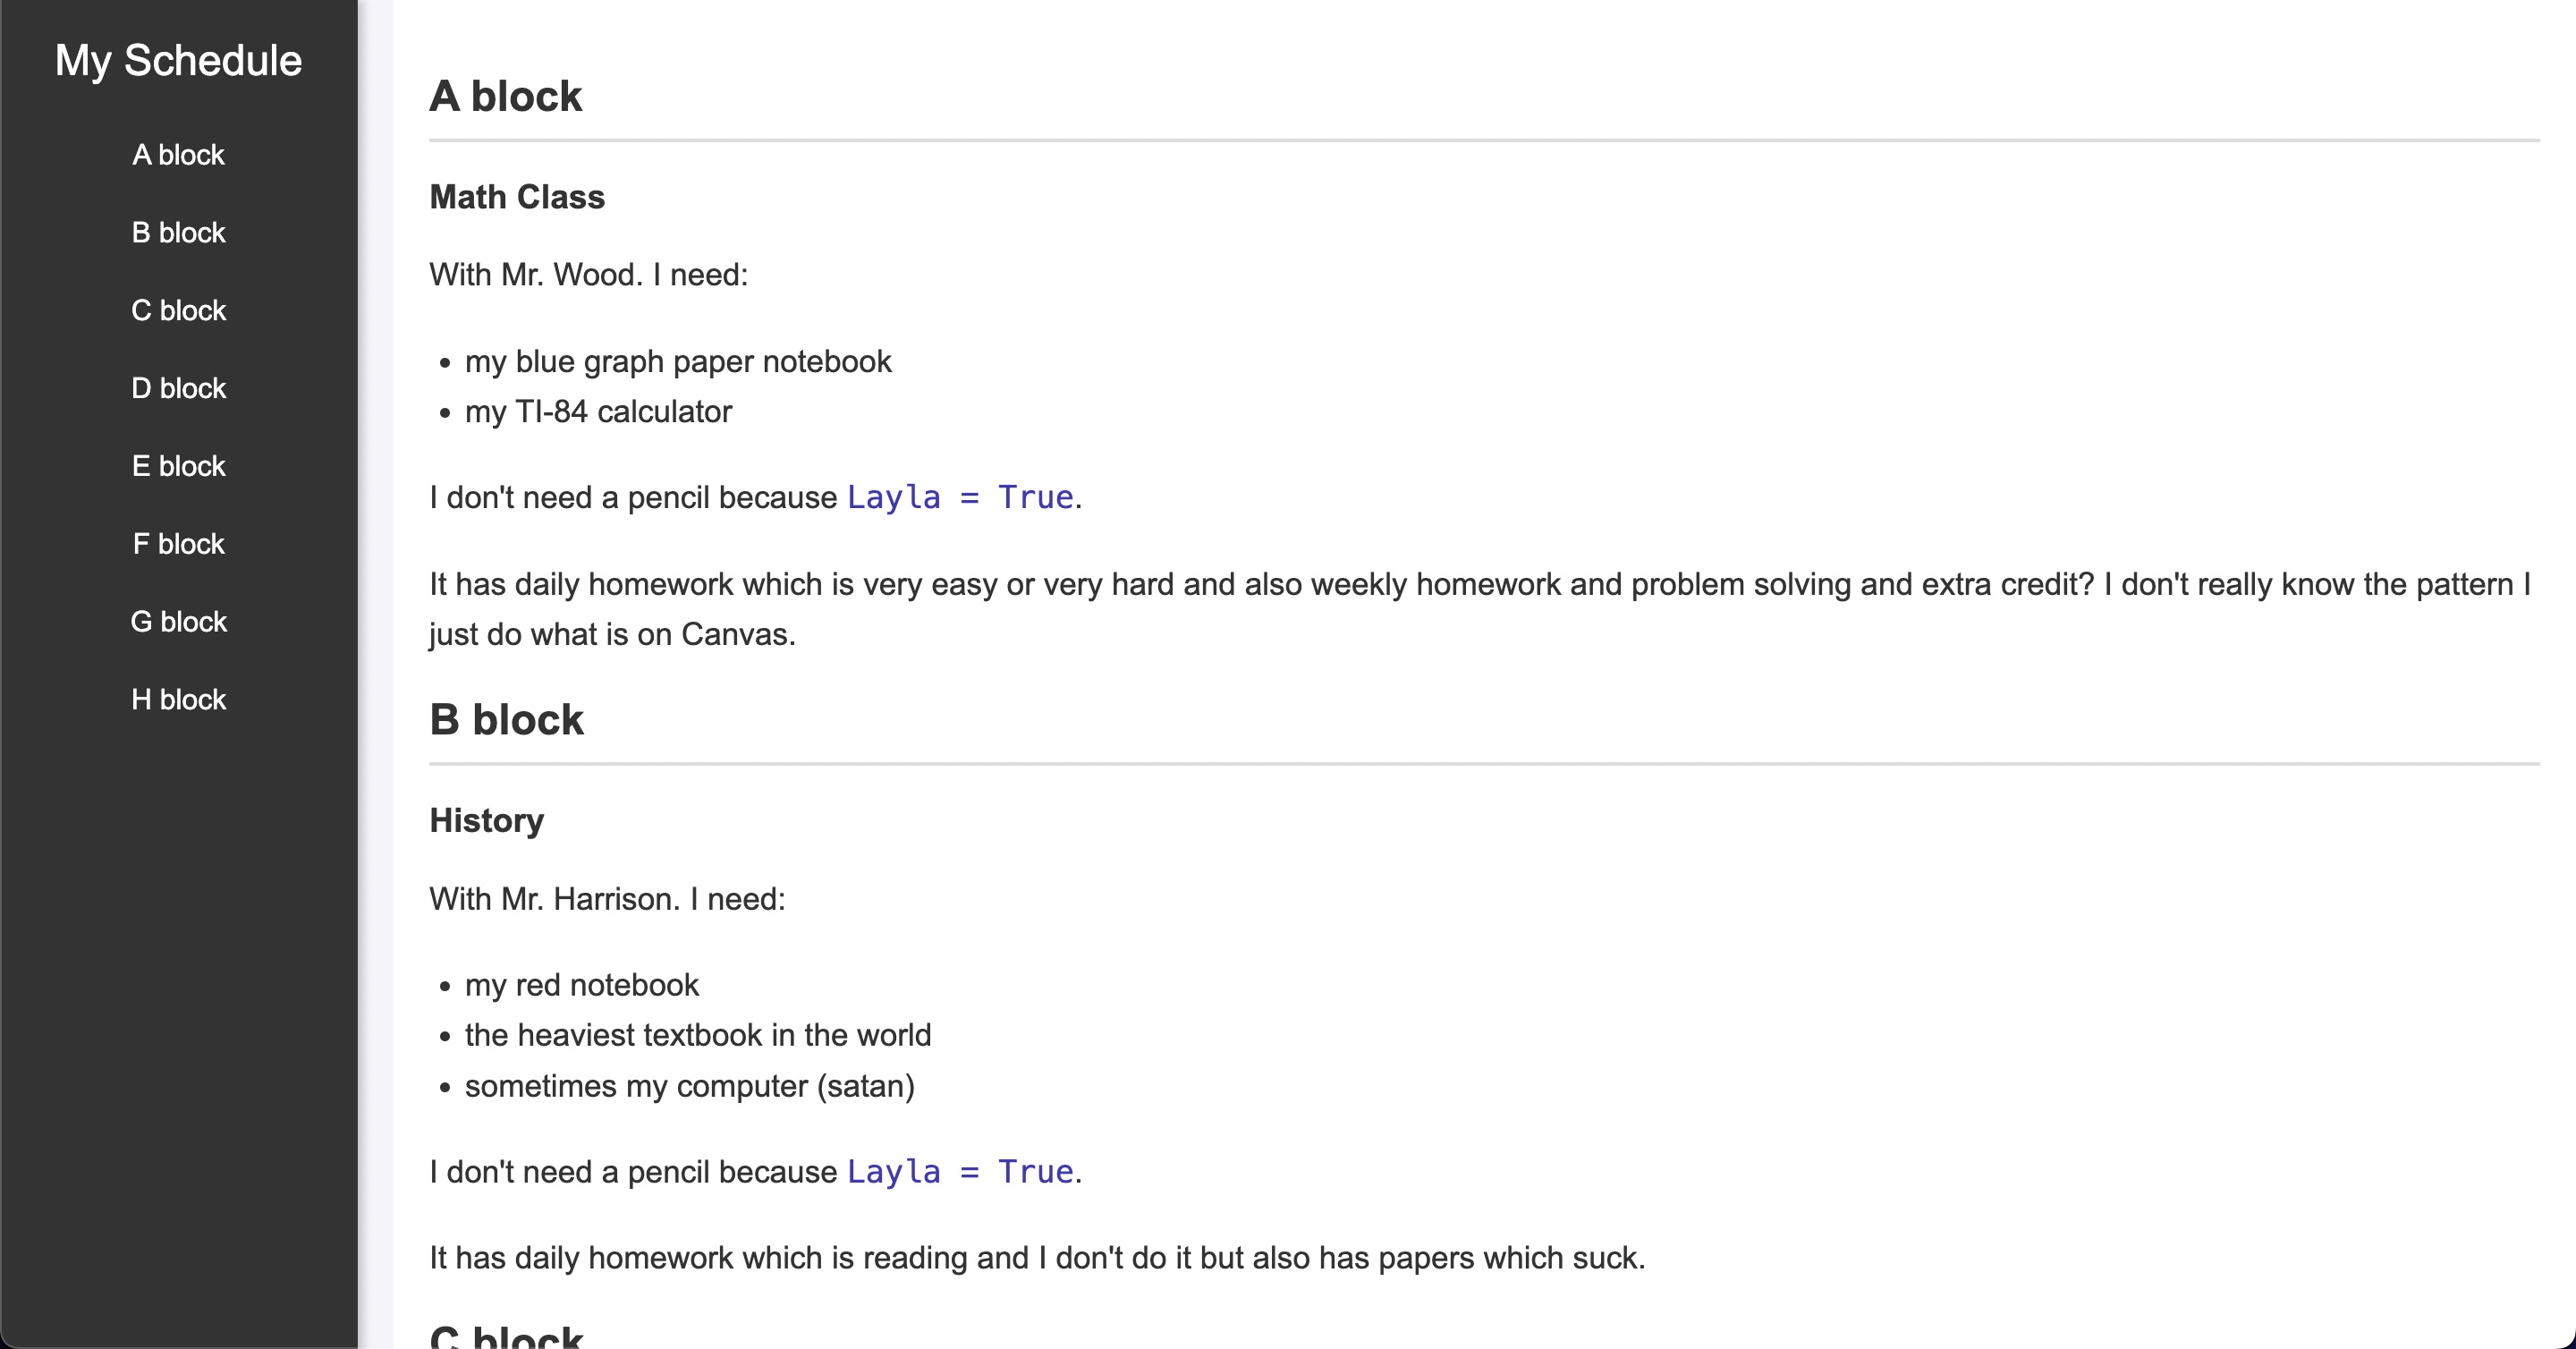 My Schedule
A block
B block
C block
D block
E block
F block
G block
H block
A block
Math Class
With Mr. Wood. I need:
• my blue graph paper notebook
• my TI-84 calculator
I don't need a pencil because Layla = True.
It has daily homework which is very easy or very hard and also weekly homework and problem solving and extra credit? I don't really know the pattern I
just do what is on Canvas.
B block
History
With Mr. Harrison. I need:
• my red notebook
• the heaviest textbook in the world
• sometimes my computer (satan)
I don't need a pencil because Layla = True.
It has daily homework which is reading and I don't do it but also has papers which suck.
C block